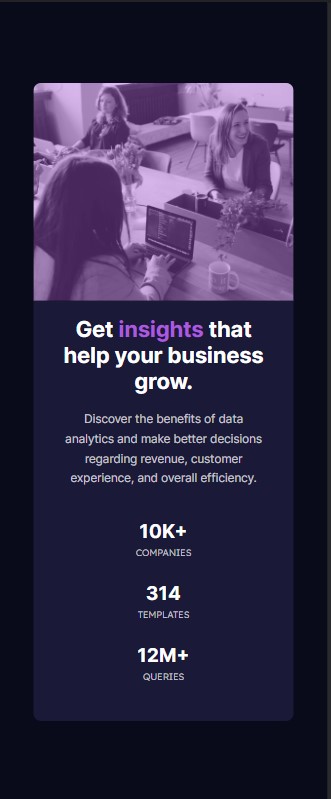 Get insights that
help your business
grow.
Discover the benefits of data
analytics and make better decisions
regarding revenue, customer
experience, and overall efficiency.
10K+
COMPANIES
314
TEMPLATES
12M+
QUERIES